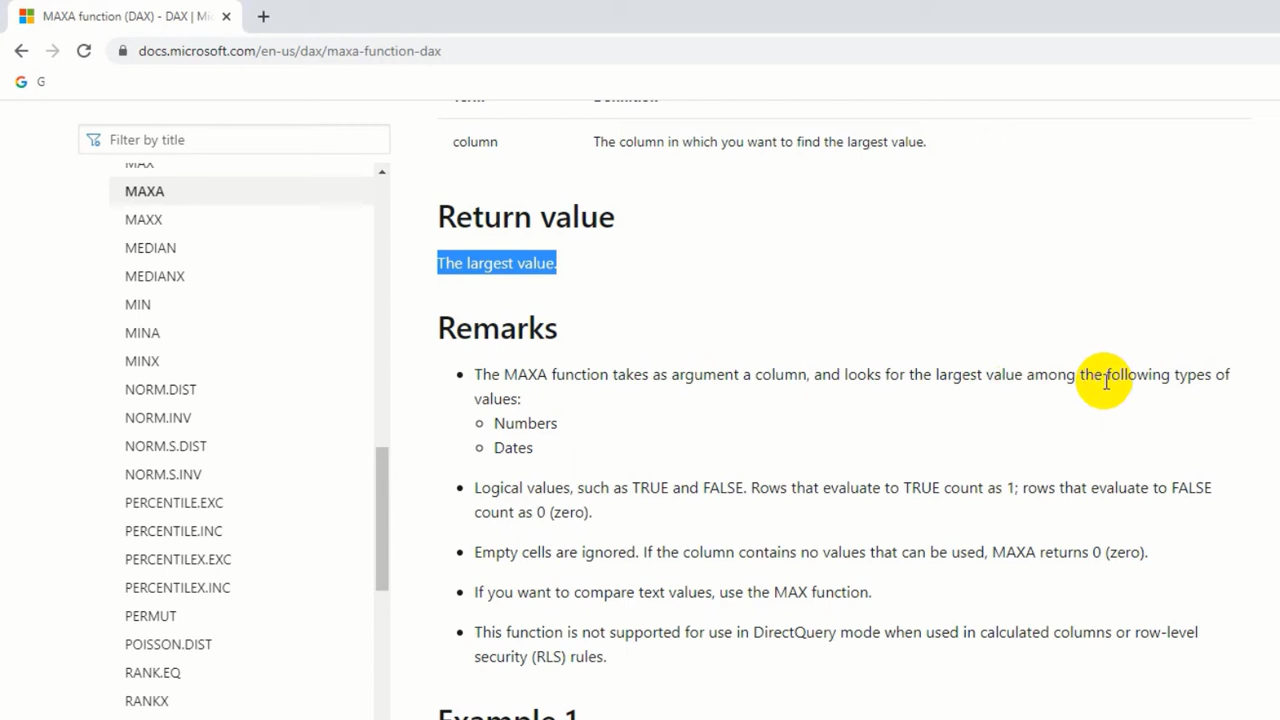 MAXA function (DAX) - DAX | Mi
docs.microsoft.com/en-us/dax/maxa-function-dax
G
Filter by title
MAX
MAXA
MAXX
MEDIAN
MEDIANX
MIN
MINA
MINX
NORM.DIST
NORM.INV
NORM.S.DIST
NORM.S.INV
PERCENTILE.EXC
PERCENTILE.INC
PERCENTILEX.EXC
PERCENTILEX.INC
PERMUT
POISSON.DIST
RANK.EQ
RANKX
Term Definition
column The column in which you want to find the largest value.
Return value
The largest value.
Remarks
The MAXA function takes as argument a column, and looks for the largest value among the following types of
values:
Numbers
Dates
Logical values, such as TRUE and FALSE. Rows that evaluate to TRUE count as 1; rows that evaluate to FALSE
count as 0 (zero).
Empty cells are ignored. If the column contains no values that can be used, MAXA returns 0 (zero).
If you want to compare text values, use the MAX function.
This function is not supported for use in DirectQuery mode when used in calculated columns or row-level
security (RLS) rules.
Example 1